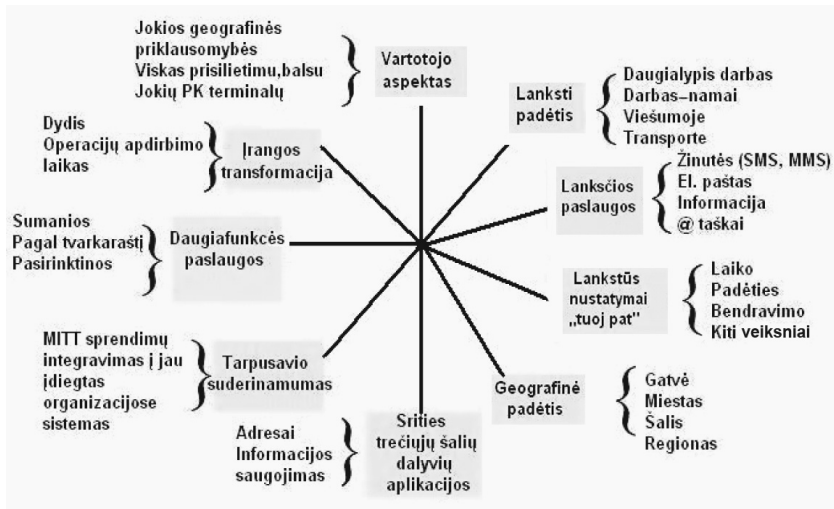 Jokios geografinės
priklausomybės
Viskas prisilietimu,balsu
Jokių PK terminalų
Vartotojo
aspektas
Lanksti
padėtis
Daugialypis darbas
Darbas–namai
Viešumoje
Transporte
Dydis
Operacijų apdirbimo
laikas
Įrangos
transformacija
Lanksčios
paslaugos
Žinutės (SMS, MMS)
El. paštas
Informacija
@ taškai
Sumanios
Pagal tvarkaraštį
Pasirinktinos
Daugiafunkcės
paslaugos
Lankstūs
nustatymai
„tuoj pat"
Laiko
Padėties
Bendravimo
Kiti veiksniai
MITT sprendimų
integravimas į jau
įdiegtas
organizacijose
sistemas
Tarpusavio
suderinamumas
Geografinė
padėtis
Gatvė
Miestas
Šalis
Regionas
Adresai
Informacijos
saugojimas
Srities
trečiųjų šalių
dalyvių
aplikacijos